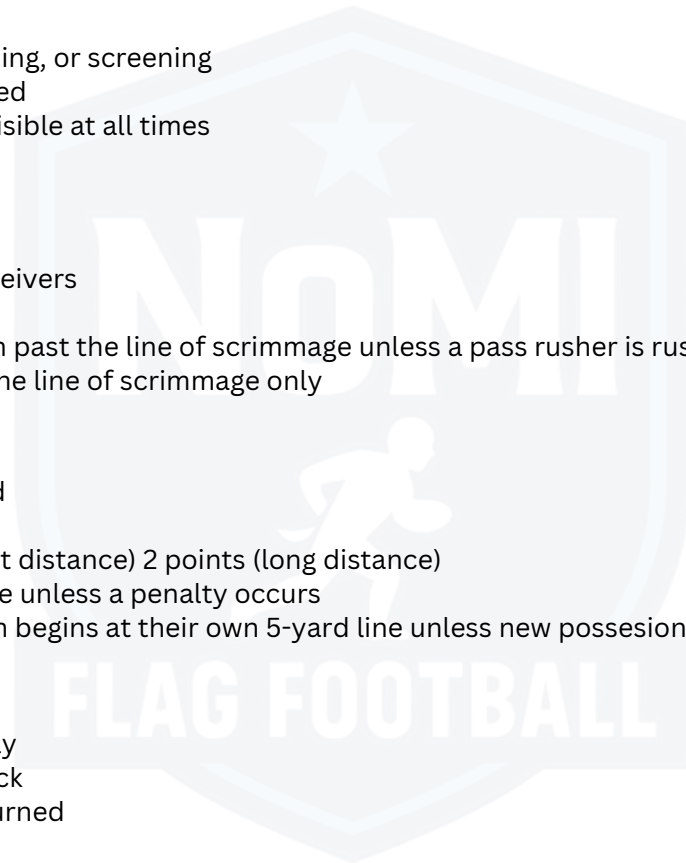 ing, or screening
ed
isible at all times
NoMI
eivers
n past the line of scrimmage unless a pass rusher is rus
he line of scrimmage only
d
t distance) 2 points (long distance)
e unless a penalty occurs
n begins at their own 5-yard line unless new possesion
FLAG FOOTBALL
ay
ck
urned